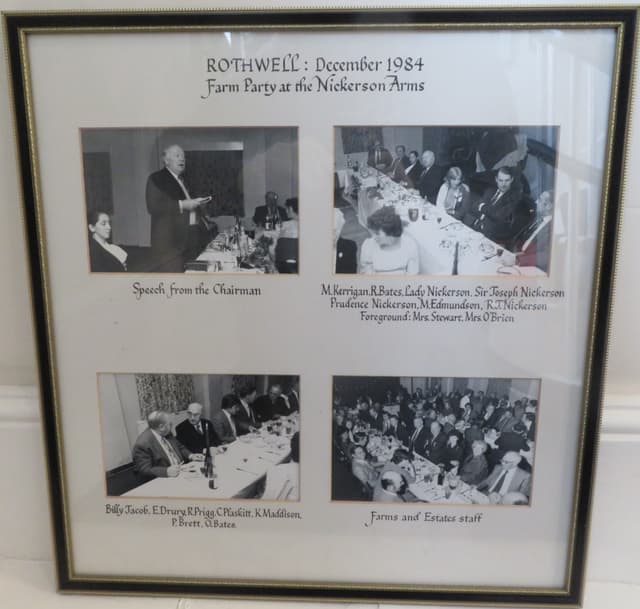 ROTHWELL: December 1984
Farm Party at the Nickerson Arms
Speech from the Chairman
M. Kerrigan, R. Bates, Lady Nickerson, Sir Joseph Nickerson
Prudence Nickerson, M. Edmundson, R.T. Nickerson
Foreground: Mrs. Stewart, Mrs. O'Brien
Billy Jacob, E. Drury, R. Prigg, C. Plaskitt, K. Maddison,
P. Brett, O. Bates.
Farms and Estates staff